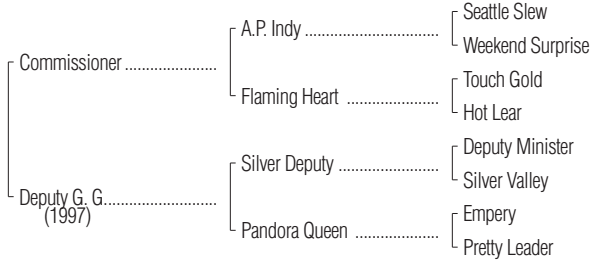 Seattle Slew
A.P. Indy ........................
Weekend Surprise
Commissioner ......................
Touch Gold
Flaming Heart .....................
Hot Lear
Deputy Minister
Silver Deputy .......................
Silver Valley
Deputy G. G..........................
(1997)
Empery
Pandora Queen ...................
Pretty Leader